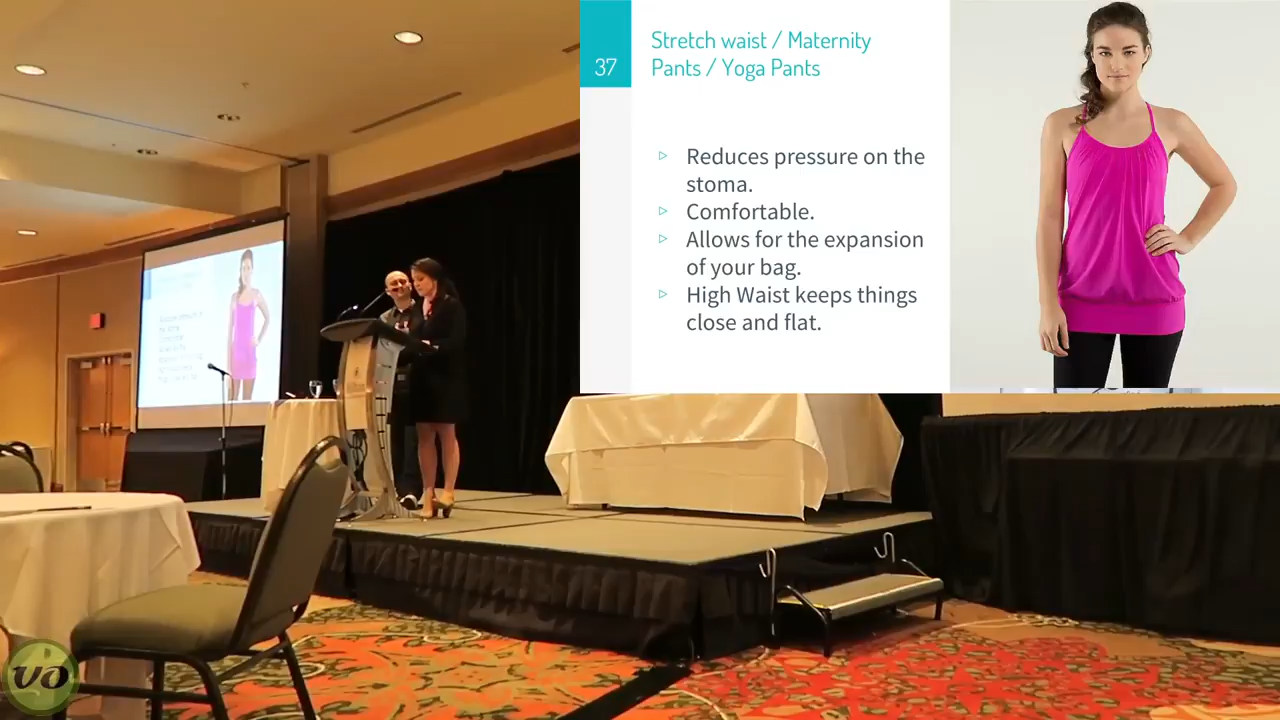 37
Stretch waist / Maternity
Pants / Yoga Pants
▹ Reduces pressure on the
stoma.
▹ Comfortable.
▹ Allows for the expansion
of your bag.
▹ High Waist keeps things
close and flat.
vo